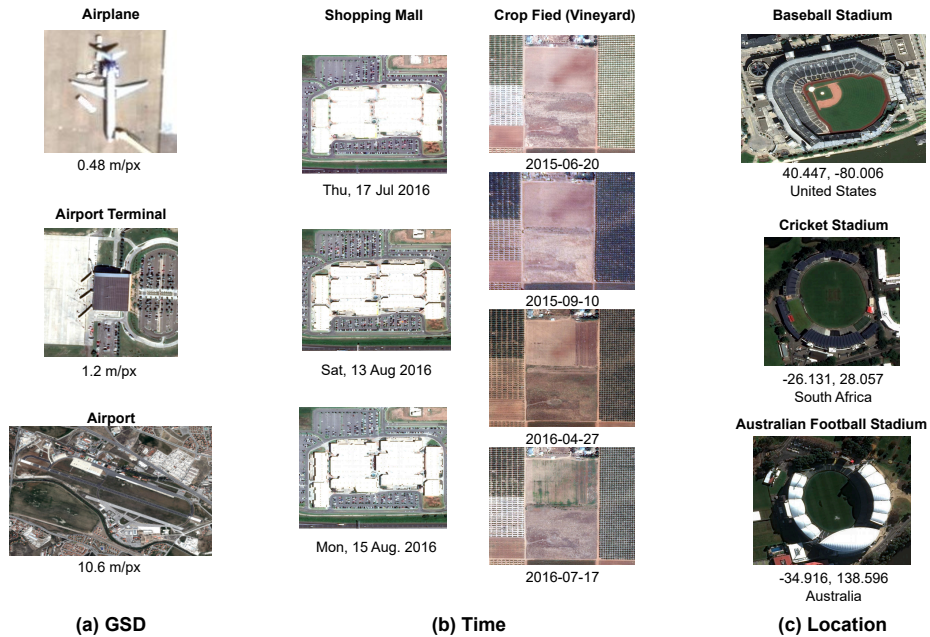 Airplane
0.48 m/px
Airport Terminal
1.2 m/px
Airport
10.6 m/px
(a) GSD
Shopping Mall
Thu, 17 Jul 2016
Sat, 13 Aug 2016
Mon, 15 Aug. 2016
Crop Fied (Vineyard)
2015-06-20
2015-09-10
2016-04-27
2016-07-17
(b) Time
Baseball Stadium
40.447, -80.006
United States
Cricket Stadium
-26.131, 28.057
South Africa
Australian Football Stadium
-34.916, 138.596
Australia
(c) Location